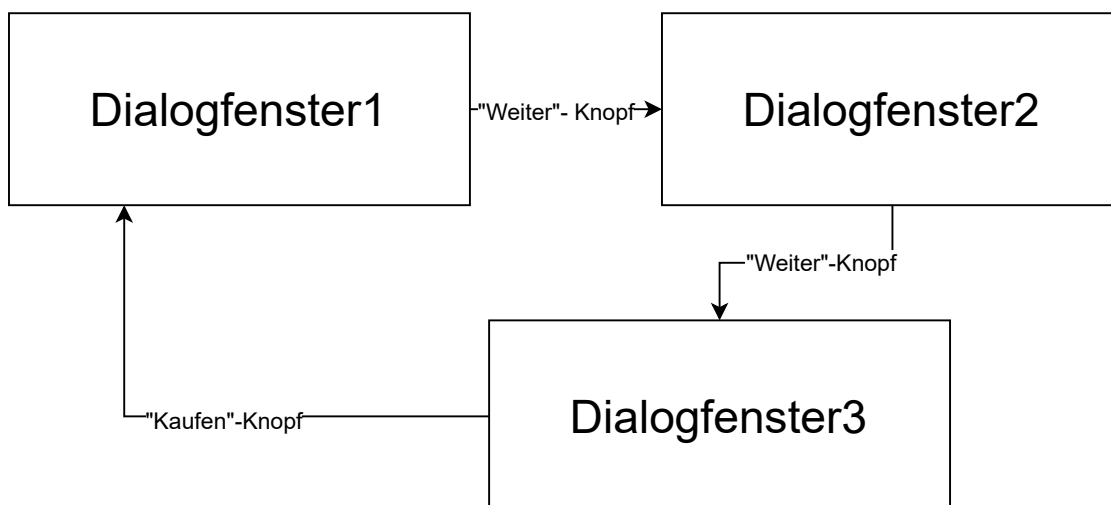 Dialogfenster1
"Weiter"- Knopf
Dialogfenster2
"Weiter"-Knopf
"Kaufen"-Knopf
Dialogfenster3